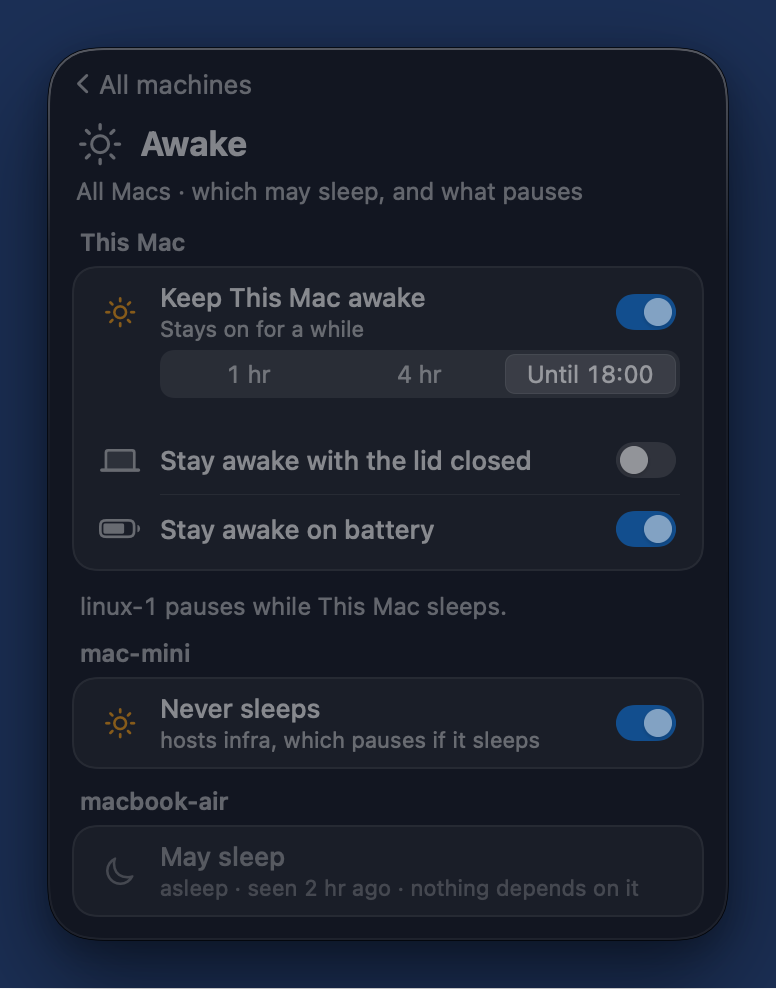 All machines
Awake
All Macs · which may sleep, and what pauses
This Mac
Keep This Mac awake
Stays on for a while
1 hr 4 hr Until 18:00
Stay awake with the lid closed
Stay awake on battery
linux-1 pauses while This Mac sleeps.
mac-mini
Never sleeps
hosts infra, which pauses if it sleeps
macbook-air
May sleep
asleep · seen 2 hr ago · nothing depends on it